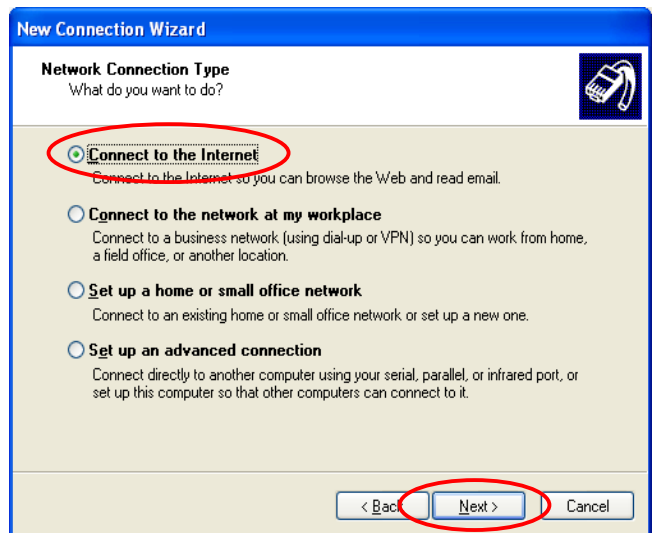 New Connection Wizard
Network Connection Type
What do you want to do?
Connect to the Internet
Connect to the Internet so you can browse the Web and read email.
Connect to the network at my workplace
Connect to a business network (using dial-up or VPN) so you can work from home,
a field office, or another location.
Set up a home or small office network
Connect to an existing home or small office network or set up a new one.
Set up an advanced connection
Connect directly to another computer using your serial, parallel, or infrared port, or
set up this computer so that other computers can connect to it.
< Back Next > Cancel